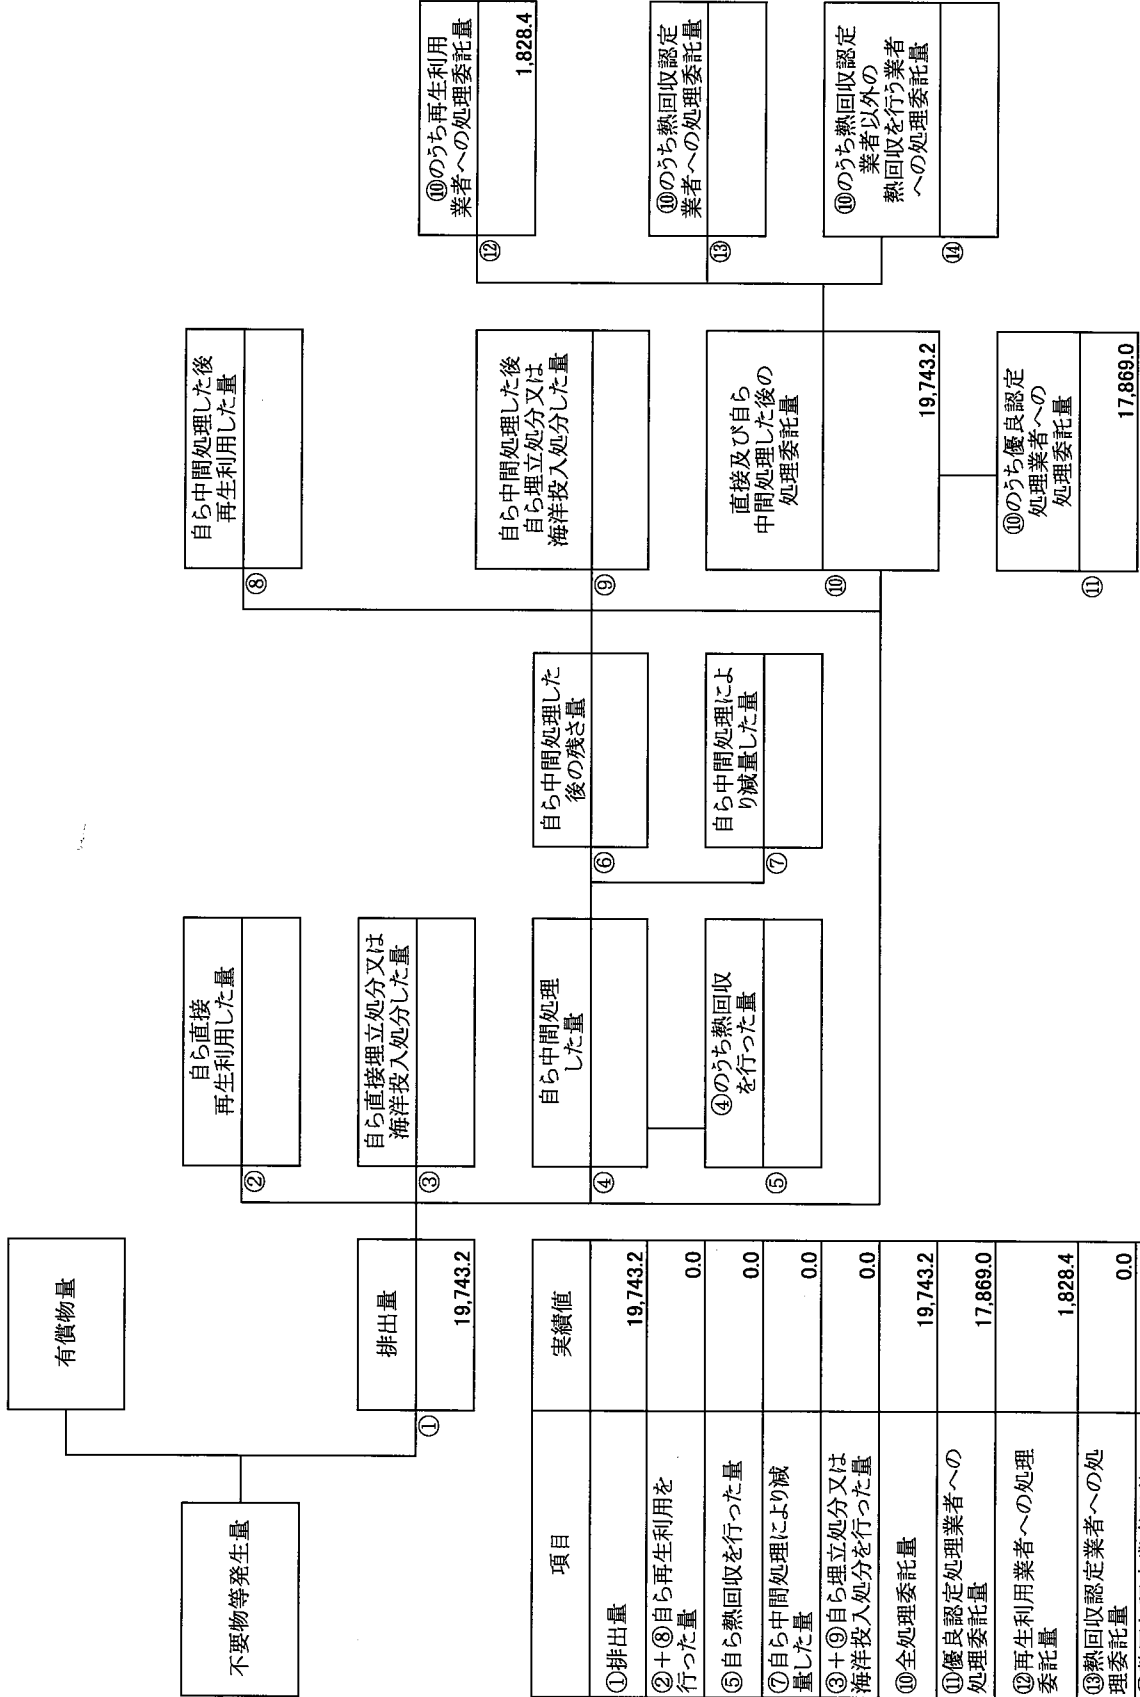 不要物等発生量
有償物量
①
排出量
19,743.2
②
自ら直接
再生利用した量
③
自ら直接埋立処分又は
海洋投入処分した量
④
自ら中間処理
した量
⑤
④のうち熱回収
を行った量
⑥
自ら中間処理した
後の残さ量
⑦
自ら中間処理によ
り減量した量
⑧
自ら中間処理した後
再生利用した量
⑨
自ら中間処理した後
自ら埋立処分又は
海洋投入処分した量
⑩
直接及び自ら
中間処理した後の
処理委託量
19,743.2
⑪
⑩のうち優良認定
処理業者への
処理委託量
17,869.0
⑫
⑩のうち再生利用
業者への処理委託量
1,828.4
⑬
⑩のうち熱回収認定
業者への処理委託量
⑭
⑩のうち熱回収認定
業者以外の
熱回収を行う業者
への処理委託量
項目 実績値
①排出量 19,743.2
②+⑧自ら再生利用を
行った量 0.0
⑤自ら熱回収を行った量 0.0
⑦自ら中間処理により減
量した量 0.0
③+⑨自ら埋立処分又は
海洋投入処分を行った量 0.0
⑩全処理委託量 19,743.2
⑪優良認定処理業者への
処理委託量 17,869.0
⑫再生利用業者への処理
委託量 1,828.4
⑬熱回収認定業者への処
理委託量 0.0